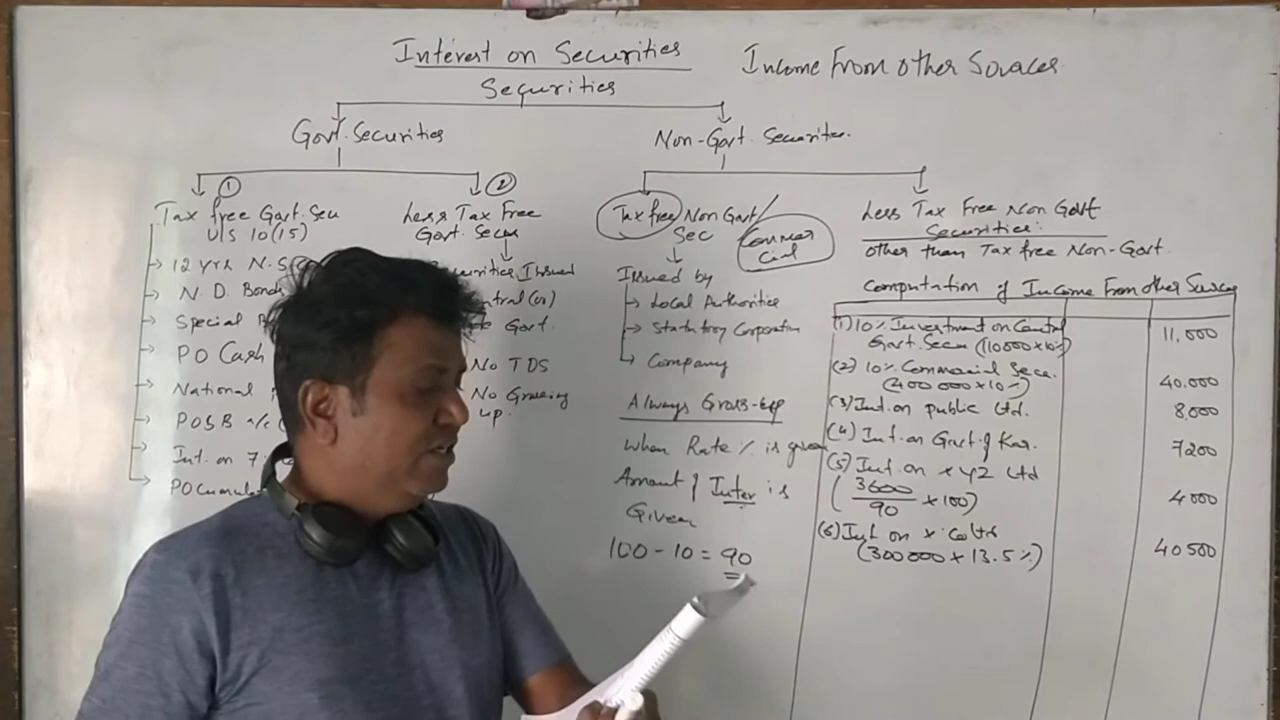 Interest on Securities
Income From Other Sources
Securities
Govt. Securities
Non-Govt. Securities.
①
Tax free Govt. Secu
U/S 10(15)
12 yrs N.S
N. D. Bonds
Special
PO Cash
National
POSB A/c
Int. on 7
PO Cumula
②
Less Tax Free
Govt. Secu
Securities Issued
Govt.
No TDS
No Grossing
up.
Tax free Non Govt
Sec
Commer
cial
Issued by
Local Authorities
Statutory Corporation
Company
Always Gross-up
When Rate % is given
Amount of Inter is
Given
100 - 10 = 90
Less Tax Free Non Govt
Securities:
other than Tax free Non-Govt.
Computation of Income From Other Sources
(1) 10% Investment on Central
Govt. Secu (110000x10%) 11,000
(2) 10% Commercial Secu.
(400000 x 10%) 40,000
(3) Int. on public Ltd. 8,000
(4) Int. on Govt. of Kar. 7200
(5) Int. on xyz Ltd
(3600/90 x 100) 4000
(6) Int on x Co Ltd
(300000 x 13.5%) 40500